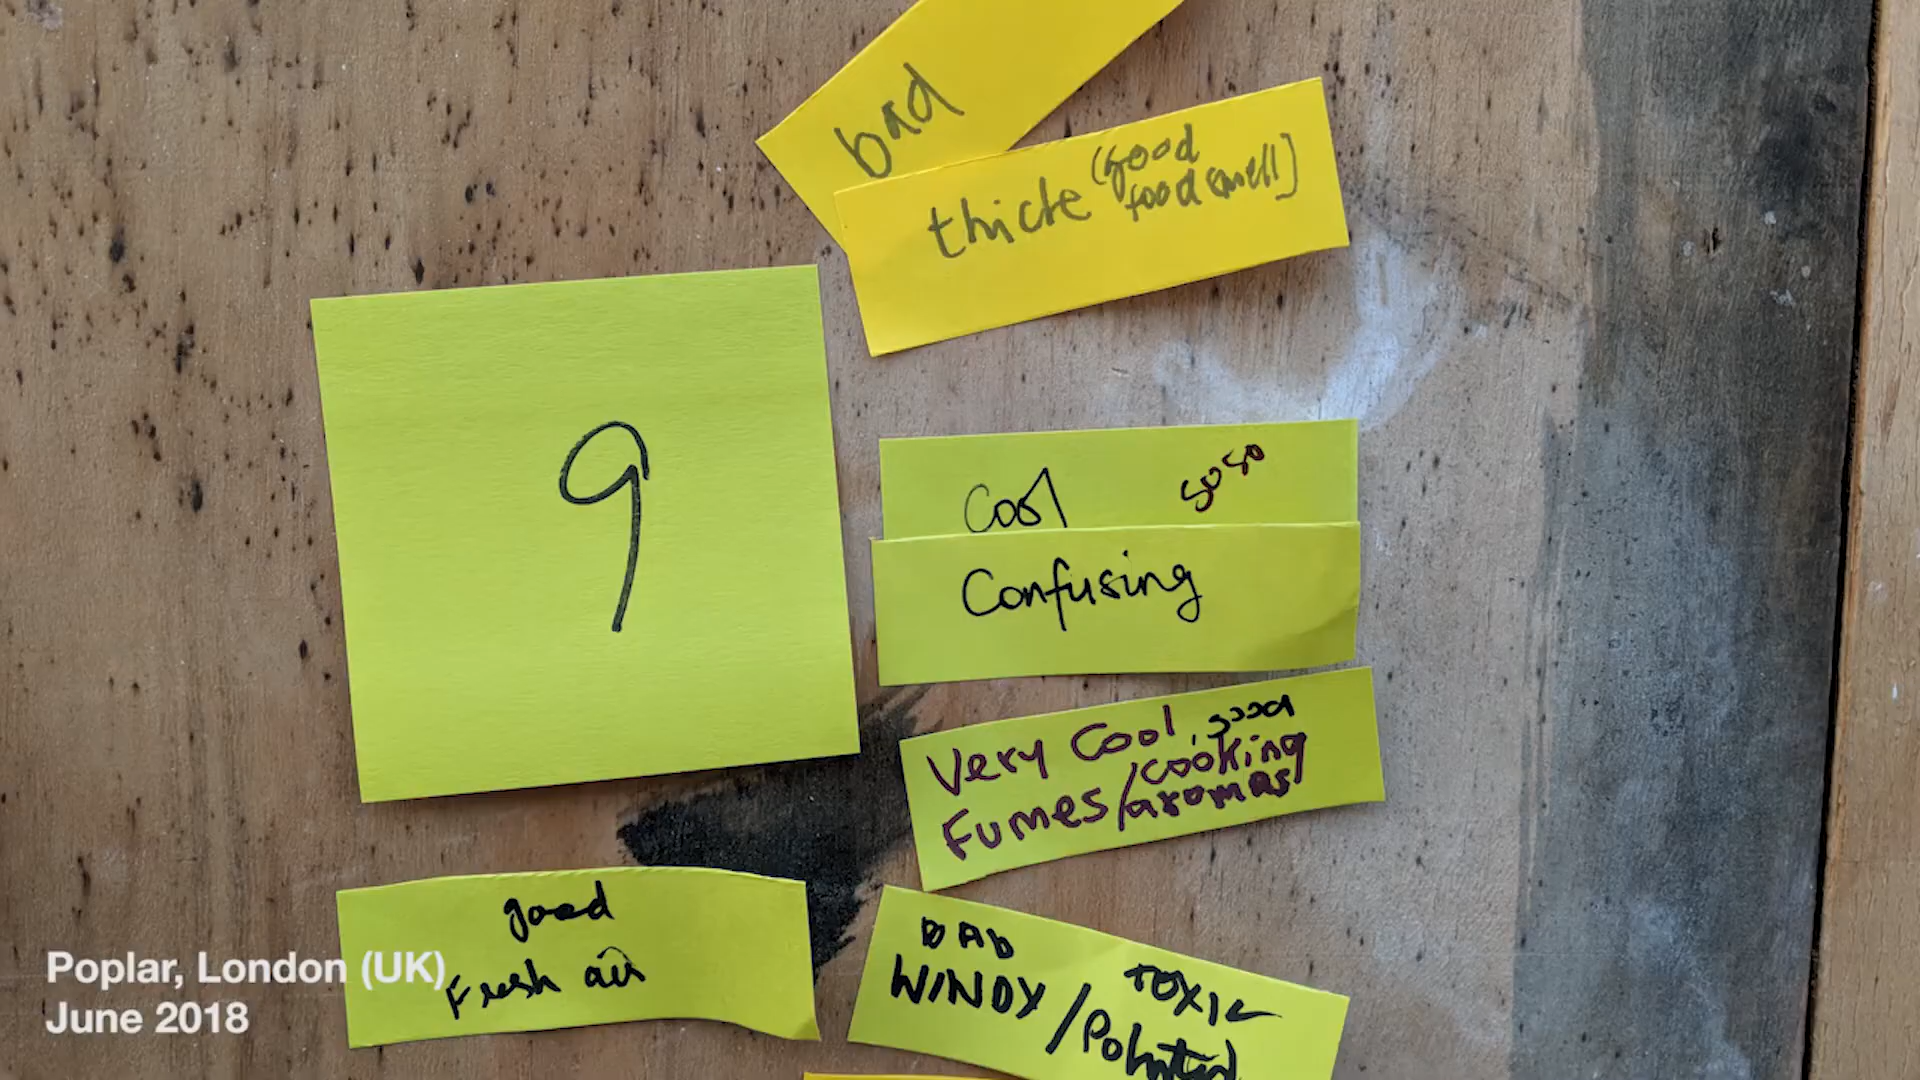 bad
thick (good
food smell)
9
Cool so so
Confusing
Very Cool, good
Fumes/cooking
aromas
good
Fresh air
BAD
WINDY / TOXIC
Polluted
Poplar, London (UK)
June 2018